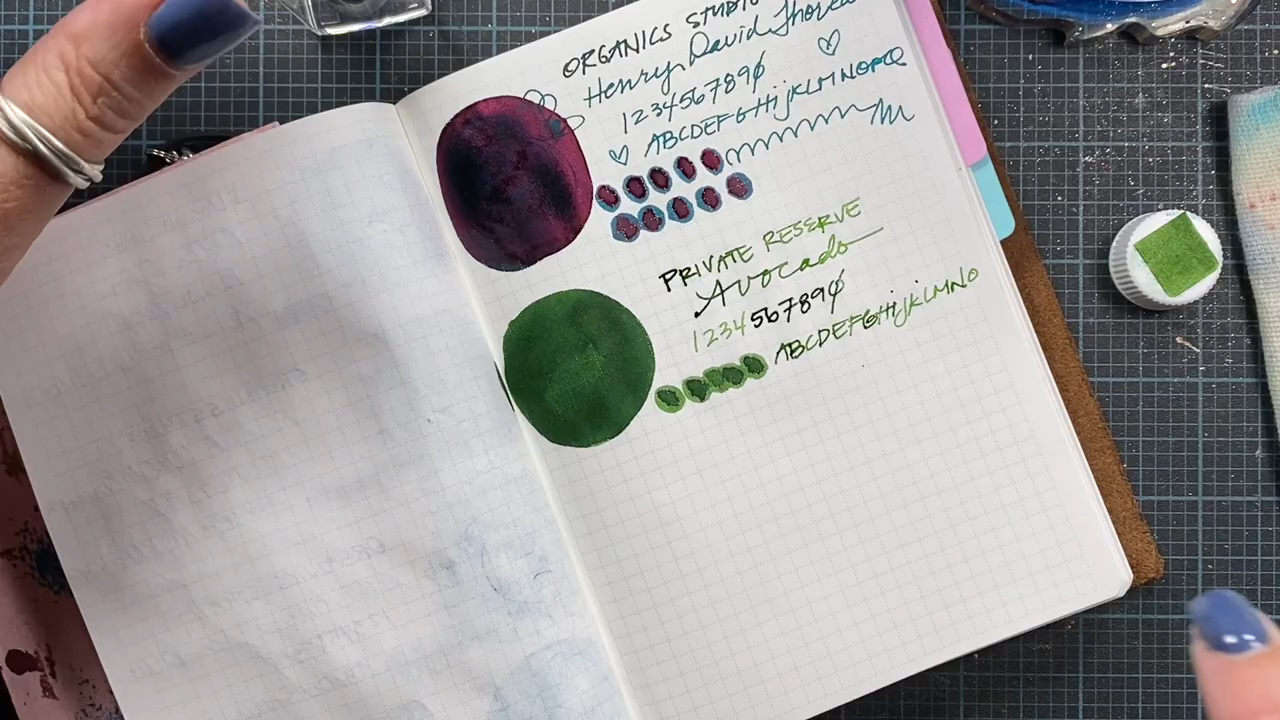 ORGANICS STUDIO
Henry David Thoreau
1234567890
ABCDEFGHijKLMNOPQ
PRIVATE RESERVE
Avocado
1234567890
ABCDEFGHijKLMNO